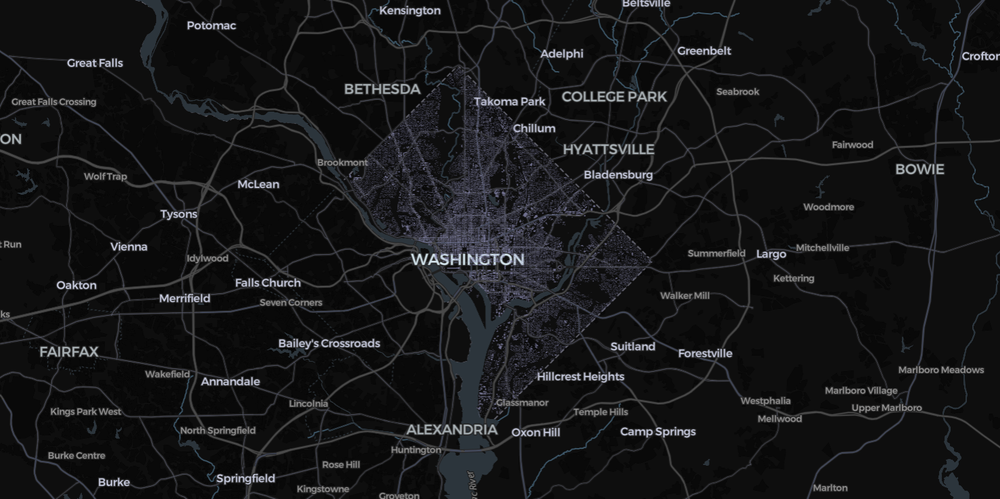 Kensington
Beltsville
Potomac
Adelphi
Greenbelt
Crofton
Great Falls
BETHESDA
Seabrook
Great Falls Crossing
Takoma Park
COLLEGE PARK
Chillum
ON
HYATTSVILLE
Fairwood
Brookmont
BOWIE
Wolf Trap
McLean
Bladensburg
Tysons
Woodmore
t Run
Vienna
Idylwood
WASHINGTON
Summerfield
Largo
Mitchellville
Kettering
Oakton
Falls Church
Merrifield
Seven Corners
Walker Mill
ks
FAIRFAX
Bailey's Crossroads
Suitland
Forestville
Wakefield
Annandale
Hillcrest Heights
Marlboro Meadows
Marlboro Village
Kings Park West
Lincolnia
Glassmanor
Temple Hills
Westphalia
Upper Marlboro
Mellwood
North Springfield
ALEXANDRIA
Oxon Hill
Camp Springs
Huntington
Burke Centre
Rose Hill
Burke
Springfield
Kingstowne
Groveton
ac River
Marlton